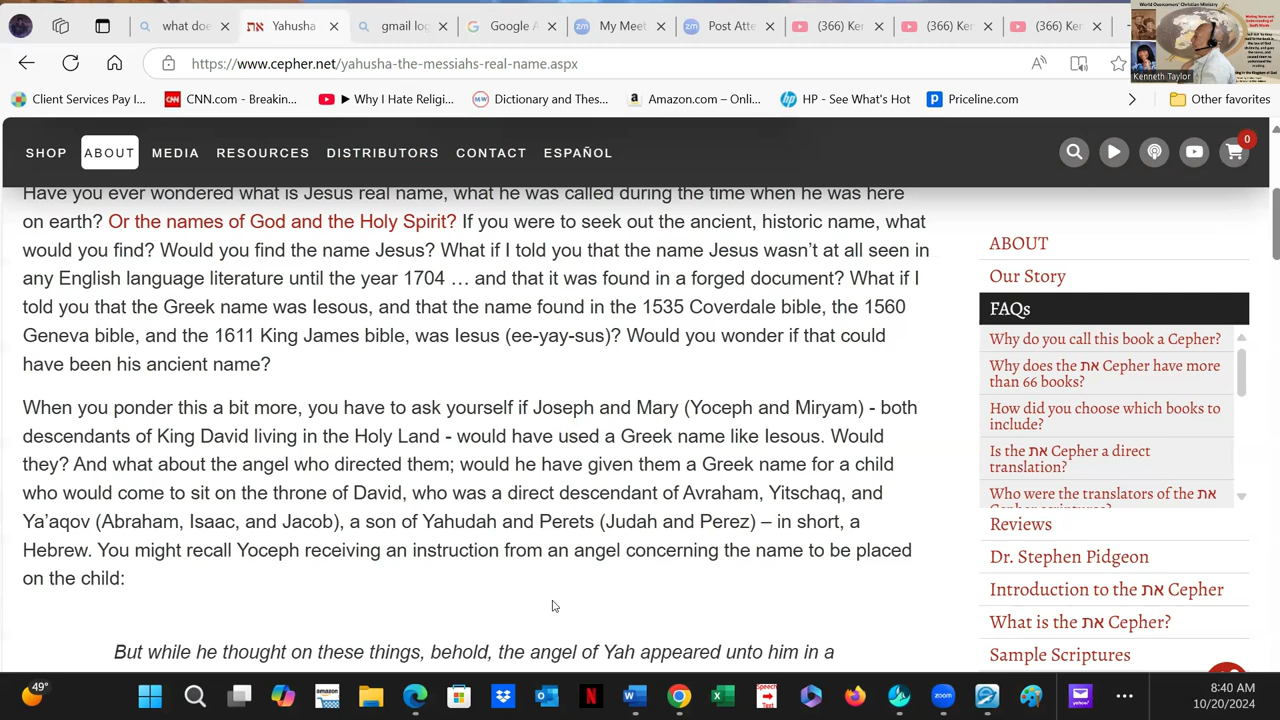 what doe
Yahusha
gmail log
Google
My Mee
Post Atte
(366) Ker
(366) Ke
(366) Ker
World Overcomers' Christian Ministry
Kenneth Taylor
https://www.cepher.net/yahusha-the-messiahs-real-name.aspx
Client Services Pay I...
CNN.com - Breakin...
▶ Why I Hate Religi...
Dictionary and Thes...
Amazon.com – Onli...
HP - See What's Hot
Priceline.com
Other favorites
SHOP ABOUT MEDIA RESOURCES DISTRIBUTORS CONTACT ESPAÑOL
0
Have you ever wondered what is Jesus real name, what he was called during the time when he was here
on earth? Or the names of God and the Holy Spirit? If you were to seek out the ancient, historic name, what
would you find? Would you find the name Jesus? What if I told you that the name Jesus wasn't at all seen in
any English language literature until the year 1704 … and that it was found in a forged document? What if I
told you that the Greek name was Iesous, and that the name found in the 1535 Coverdale bible, the 1560
Geneva bible, and the 1611 King James bible, was Iesus (ee-yay-sus)? Would you wonder if that could
have been his ancient name?
When you ponder this a bit more, you have to ask yourself if Joseph and Mary (Yoceph and Miryam) - both
descendants of King David living in the Holy Land - would have used a Greek name like Iesous. Would
they? And what about the angel who directed them; would he have given them a Greek name for a child
who would come to sit on the throne of David, who was a direct descendant of Avraham, Yitschaq, and
Ya'aqov (Abraham, Isaac, and Jacob), a son of Yahudah and Perets (Judah and Perez) – in short, a
Hebrew. You might recall Yoceph receiving an instruction from an angel concerning the name to be placed
on the child:
But while he thought on these things, behold, the angel of Yah appeared unto him in a
ABOUT
Our Story
FAQs
Why do you call this book a Cepher?
Why does the את Cepher have more
than 66 books?
How did you choose which books to
include?
Is the את Cepher a direct
translation?
Who were the translators of the את
Reviews
Dr. Stephen Pidgeon
Introduction to the את Cepher
What is the את Cepher?
Sample Scriptures
49°
8:40 AM
10/20/2024